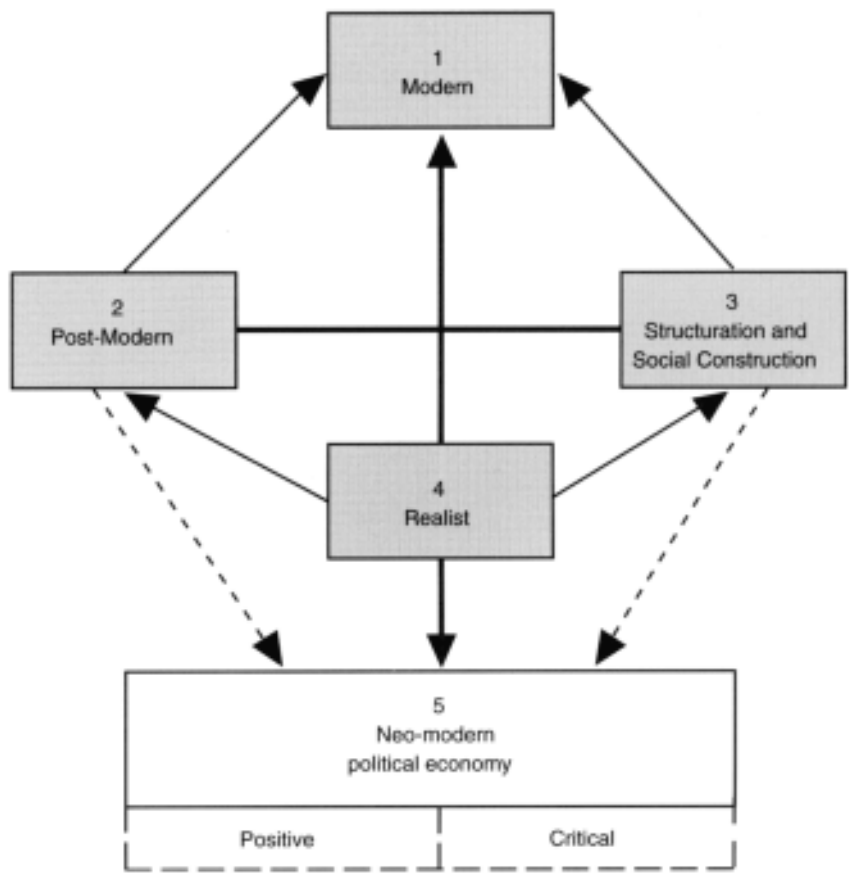 1
Modern
2
Post-Modern
3
Structuration and
Social Construction
4
Realist
5
Neo-modern
political economy
Positive
Critical